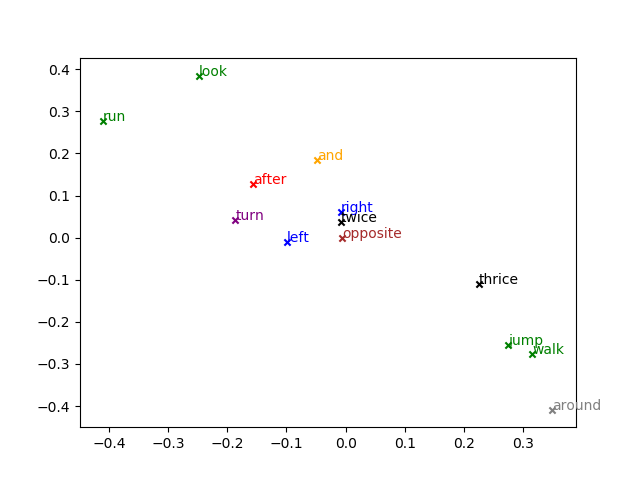 0.4
0.3
0.2
0.1
0.0
−0.1
−0.2
−0.3
−0.4
look
run
and
after
right
turn
twice
opposite
left
thrice
jump
walk
around
−0.4 −0.3 −0.2 −0.1 0.0 0.1 0.2 0.3